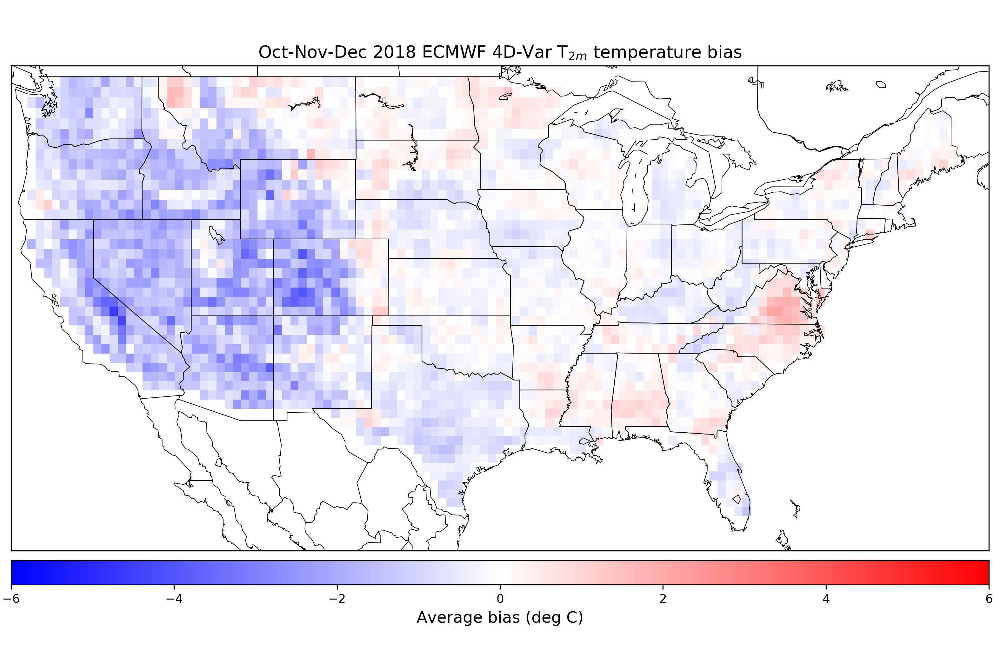 Oct-Nov-Dec 2018 ECMWF 4D-Var T2m temperature bias
−6 −4 −2 0 2 4 6
Average bias (deg C)